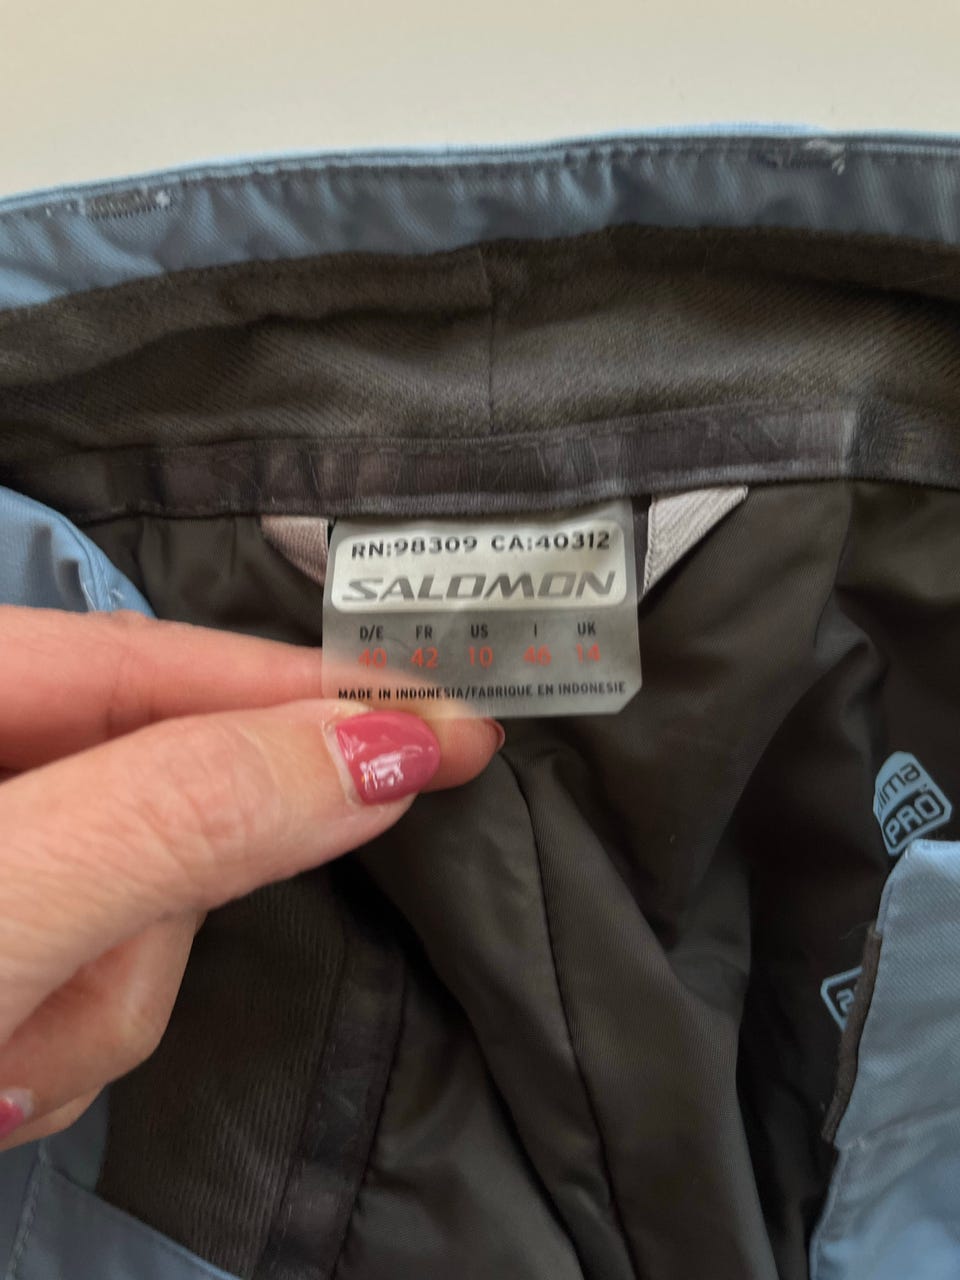 RN:98309 CA:40312
SALOMON
D/E FR US I UK
40 42 10 46 14
MADE IN INDONESIA/FABRIQUE EN INDONESIE
PRO